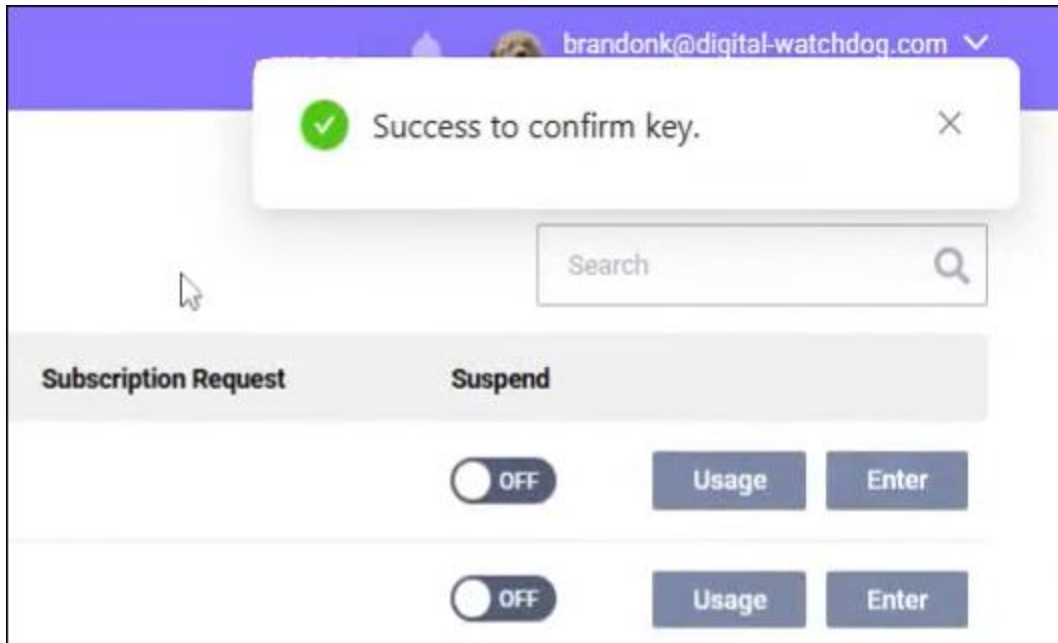 brandonk@digital-watchdog.com
Success to confirm key.
Search
Subscription Request Suspend
OFF Usage Enter
OFF Usage Enter